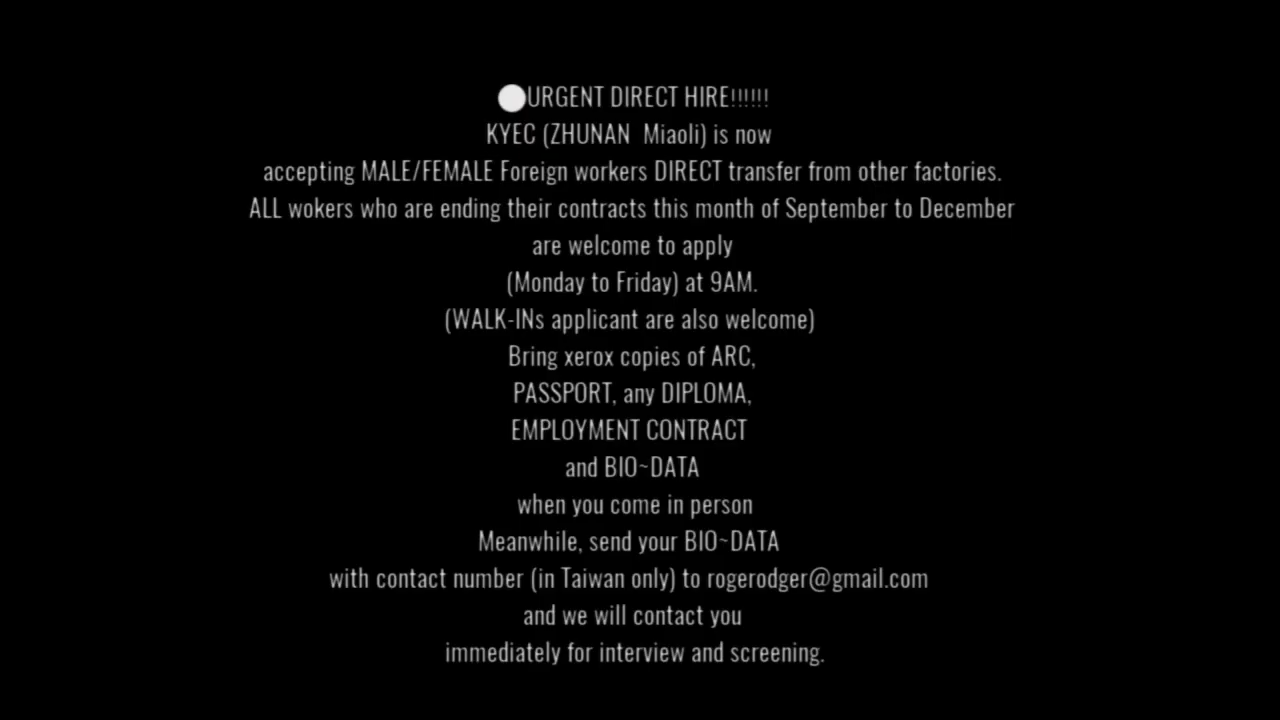 ⚪URGENT DIRECT HIRE!!!!!!
KYEC (ZHUNAN  Miaoli) is now
accepting MALE/FEMALE Foreign workers DIRECT transfer from other factories.
ALL wokers who are ending their contracts this month of September to December
are welcome to apply
(Monday to Friday) at 9AM.
(WALK-INs applicant are also welcome)
Bring xerox copies of ARC,
PASSPORT, any DIPLOMA,
EMPLOYMENT CONTRACT
and BIO~DATA
when you come in person
Meanwhile, send your BIO~DATA
with contact number (in Taiwan only) to rogerodger@gmail.com
and we will contact you
immediately for interview and screening.